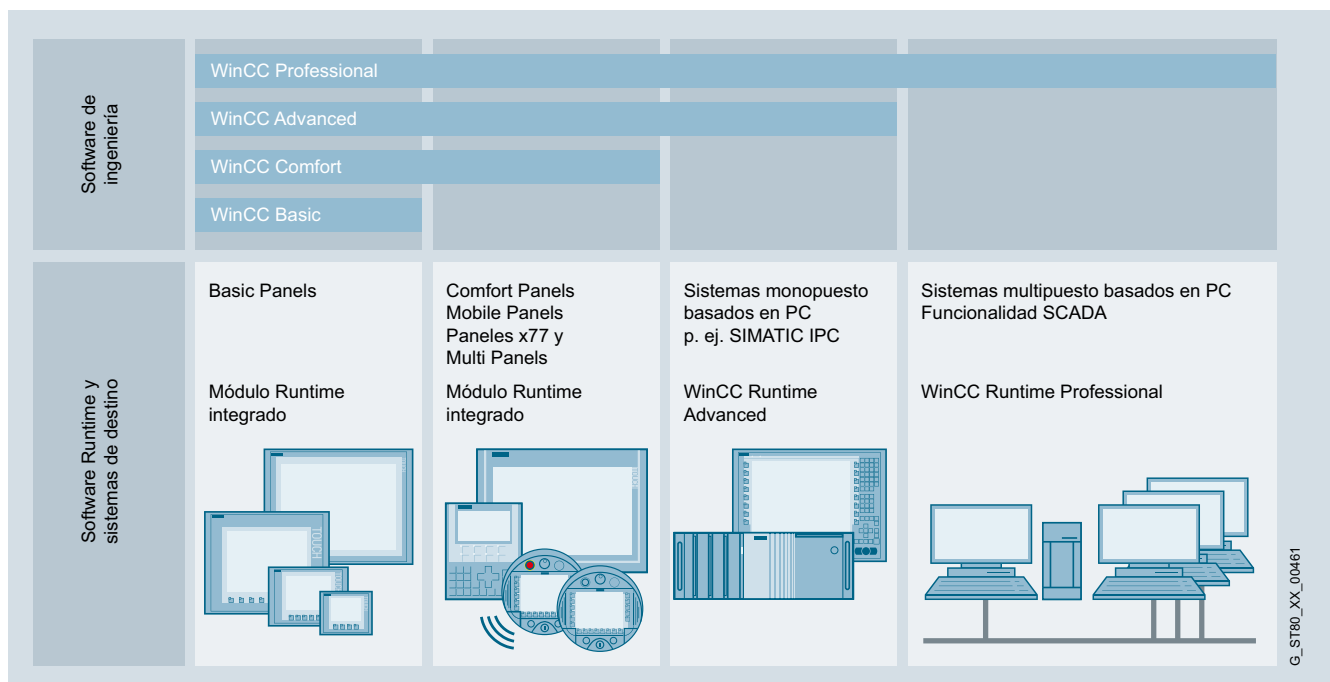 Software de
ingeniería
WinCC Professional
WinCC Advanced
WinCC Comfort
WinCC Basic
Software Runtime y
sistemas de destino
Basic Panels
Módulo Runtime
integrado
Comfort Panels
Mobile Panels
Paneles x77 y
Multi Panels
Módulo Runtime
integrado
Sistemas monopuesto
basados en PC
p. ej. SIMATIC IPC
WinCC Runtime
Advanced
Sistemas multipuesto basados en PC
Funcionalidad SCADA
WinCC Runtime Professional
TOUCH
G_ST80_XX_00461